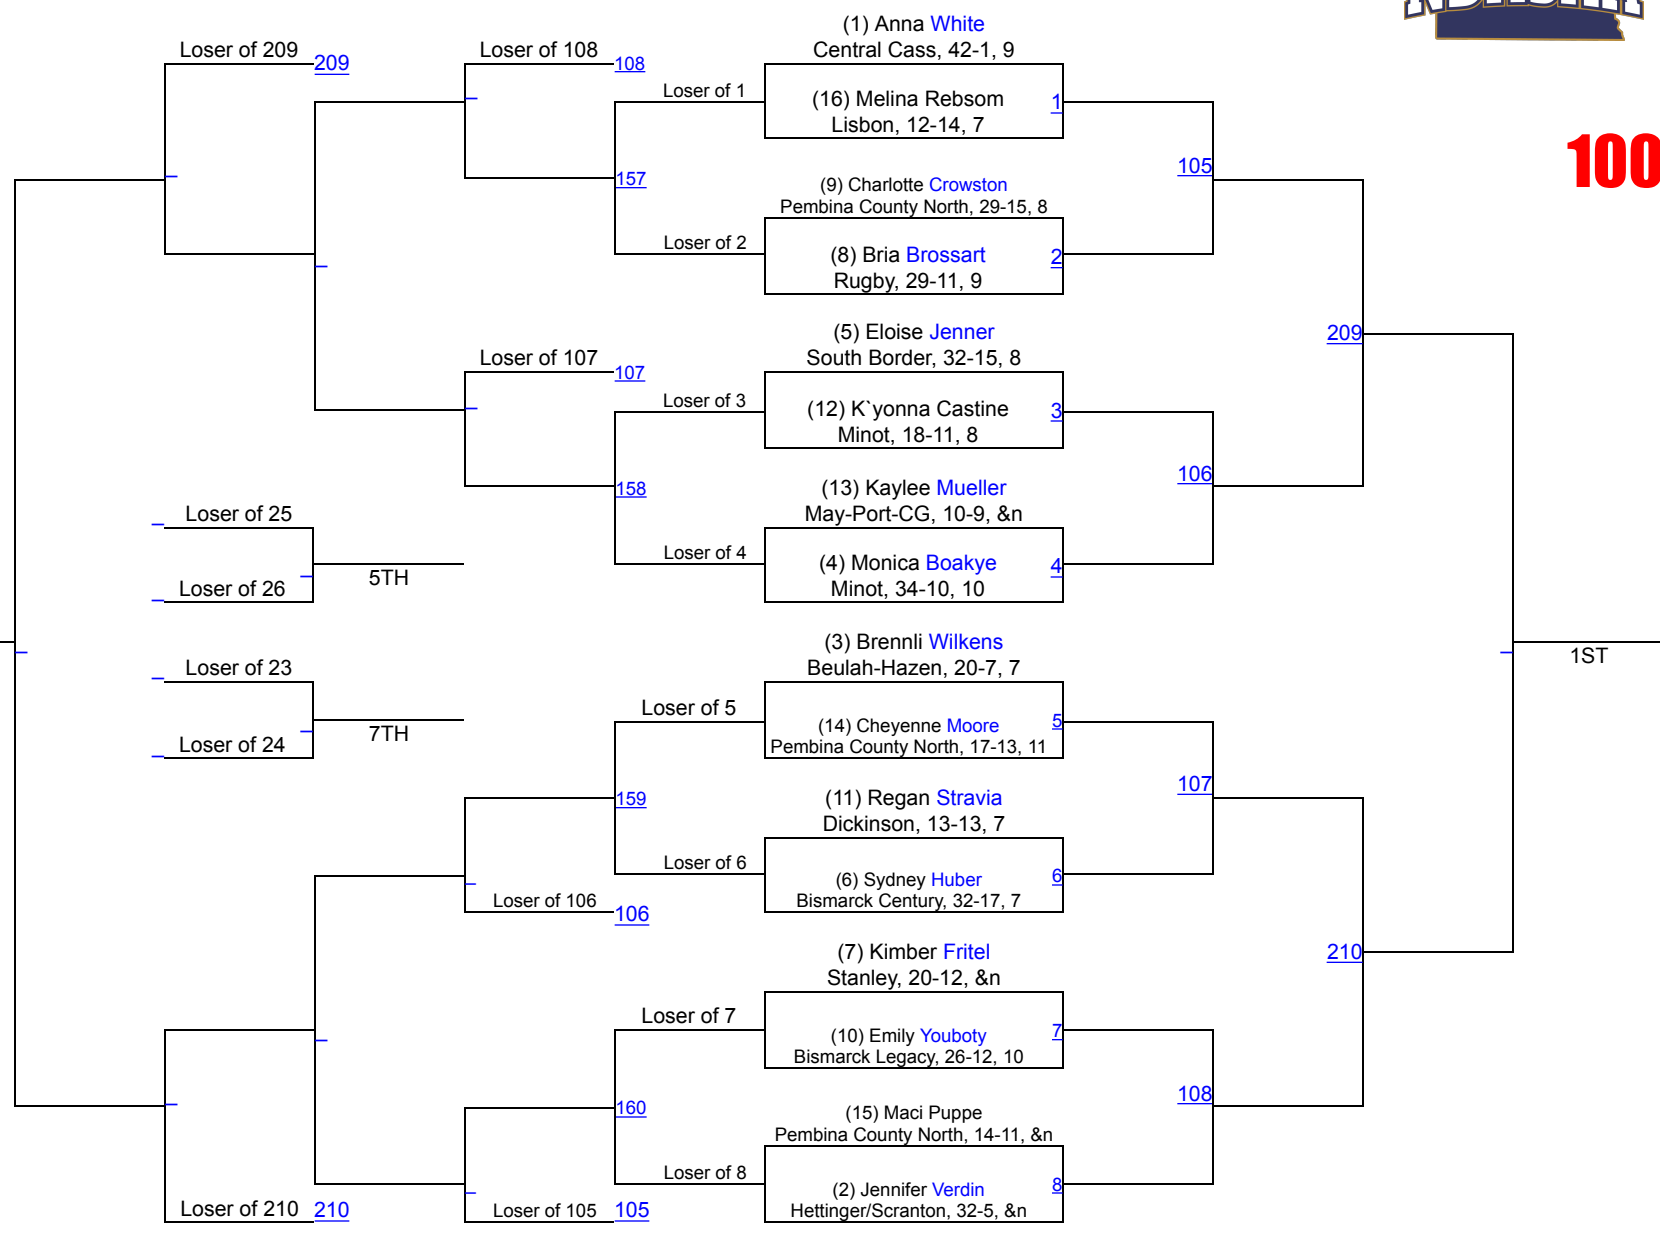 NDHSAA
100
Loser of 209
209
Loser of 108
108
Loser of 1
157
Loser of 2
Loser of 107
107
Loser of 3
158
Loser of 4
Loser of 25
Loser of 26
5TH
Loser of 23
Loser of 24
7TH
Loser of 5
159
Loser of 6
Loser of 106
106
Loser of 7
160
Loser of 8
Loser of 105
105
Loser of 210
210
(1) Anna White
Central Cass, 42-1, 9
(16) Melina Rebsom
Lisbon, 12-14, 7
1
(9) Charlotte Crowston
Pembina County North, 29-15, 8
(8) Bria Brossart
Rugby, 29-11, 9
2
(5) Eloise Jenner
South Border, 32-15, 8
(12) K`yonna Castine
Minot, 18-11, 8
3
(13) Kaylee Mueller
May-Port-CG, 10-9, &n
(4) Monica Boakye
Minot, 34-10, 10
4
(3) Brennli Wilkens
Beulah-Hazen, 20-7, 7
(14) Cheyenne Moore
Pembina County North, 17-13, 11
5
(11) Regan Stravia
Dickinson, 13-13, 7
(6) Sydney Huber
Bismarck Century, 32-17, 7
6
(7) Kimber Fritel
Stanley, 20-12, &n
(10) Emily Youboty
Bismarck Legacy, 26-12, 10
7
(15) Maci Puppe
Pembina County North, 14-11, &n
(2) Jennifer Verdin
Hettinger/Scranton, 32-5, &n
8
105
106
107
108
209
210
1ST